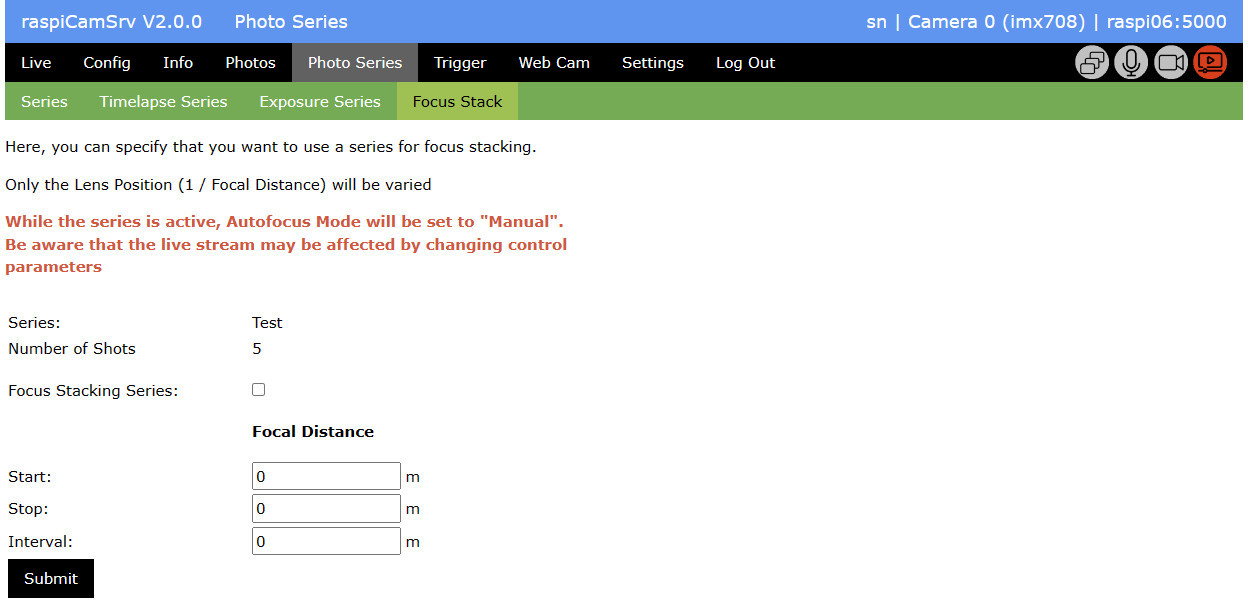 raspiCamSrv V2.0.0 Photo Series sn | Camera 0 (imx708) | raspi06:5000
Live Config Info Photos Photo Series Trigger Web Cam Settings Log Out
Series Timelapse Series Exposure Series Focus Stack
Here, you can specify that you want to use a series for focus stacking.
Only the Lens Position (1 / Focal Distance) will be varied
While the series is active, Autofocus Mode will be set to "Manual".
Be aware that the live stream may be affected by changing control
parameters
Series: Test
Number of Shots 5
Focus Stacking Series:
Focal Distance
Start: 0 m
Stop: 0 m
Interval: 0 m
Submit